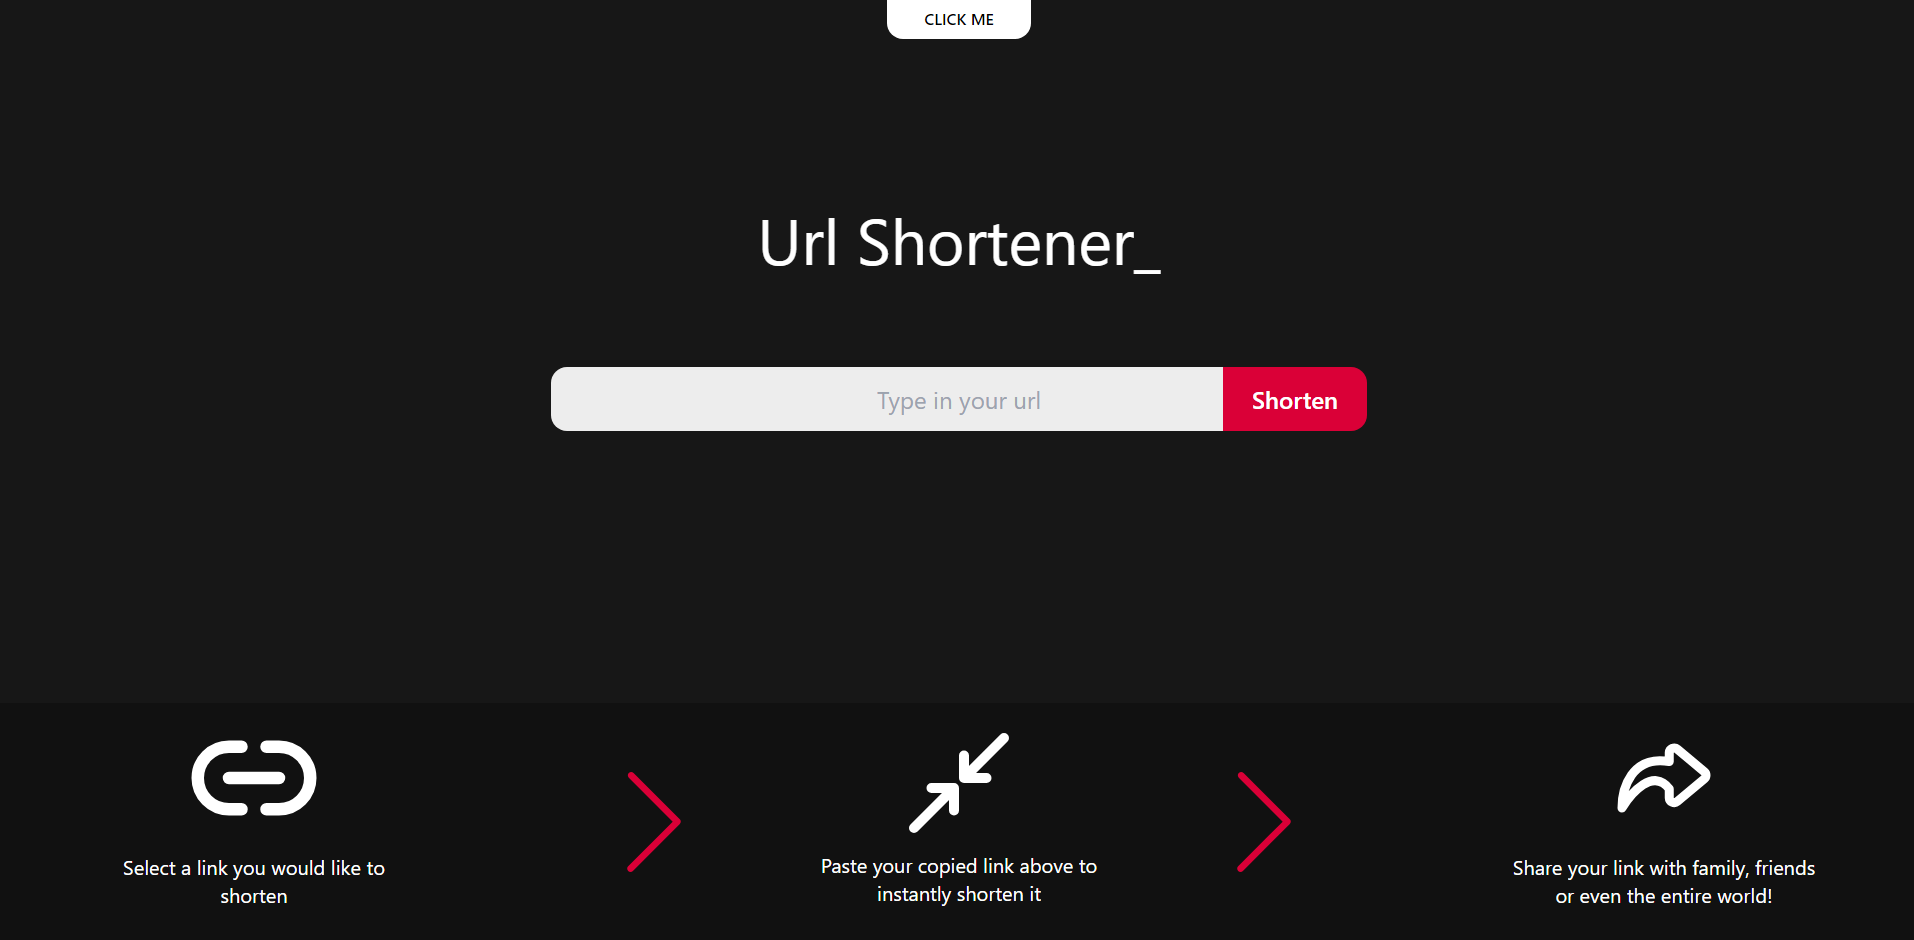 CLICK ME
Url Shortener_
Type in your url
Shorten
Select a link you would like to
shorten
Paste your copied link above to
instantly shorten it
Share your link with family, friends
or even the entire world!